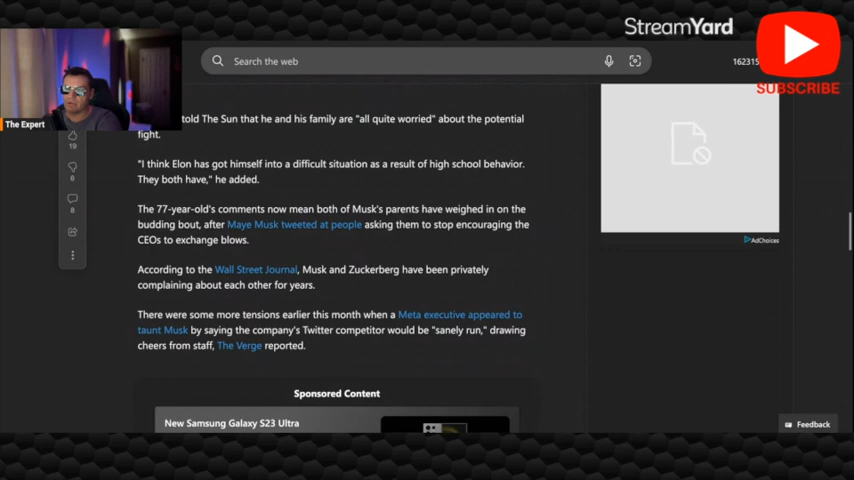 StreamYard
Search the web
162315
SUBSCRIBE
The Expert
told The Sun that he and his family are "all quite worried" about the potential
fight.
19
6
8
"I think Elon has got himself into a difficult situation as a result of high school behavior.
They both have," he added.
The 77-year-old's comments now mean both of Musk's parents have weighed in on the
budding bout, after Maye Musk tweeted at people asking them to stop encouraging the
CEOs to exchange blows.
AdChoices
According to the Wall Street Journal, Musk and Zuckerberg have been privately
complaining about each other for years.
There were some more tensions earlier this month when a Meta executive appeared to
taunt Musk by saying the company's Twitter competitor would be "sanely run," drawing
cheers from staff, The Verge reported.
Sponsored Content
New Samsung Galaxy S23 Ultra
Feedback